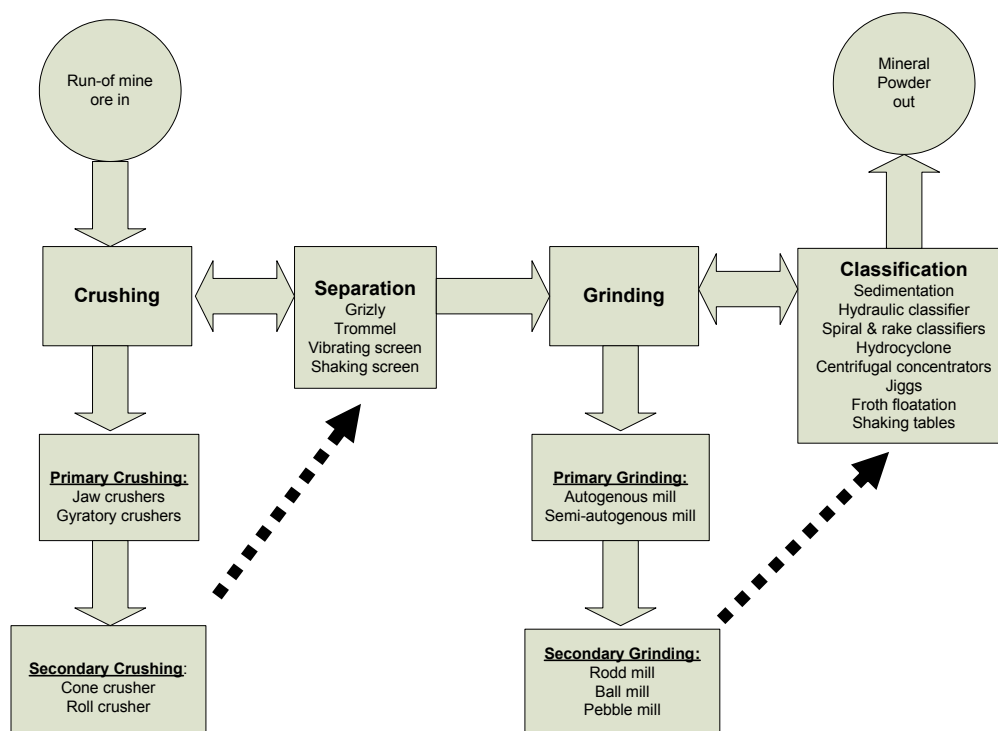 Run-of mine
ore in
Mineral
Powder
out
Crushing
Separation
Grizly
Trommel
Vibrating screen
Shaking screen
Grinding
Classification
Sedimentation
Hydraulic classifier
Spiral & rake classifiers
Hydrocyclone
Centrifugal concentrators
Jiggs
Froth floatation
Shaking tables
Primary Crushing:
Jaw crushers
Gyratory crushers
Primary Grinding:
Autogenous mill
Semi-autogenous mill
Secondary Crushing:
Cone crusher
Roll crusher
Secondary Grinding:
Rodd mill
Ball mill
Pebble mill